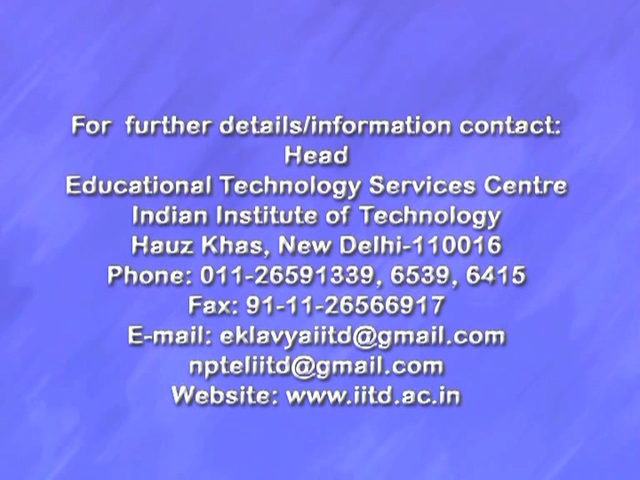 For further details/information contact:
Head
Educational Technology Services Centre
Indian Institute of Technology
Hauz Khas, New Delhi-110016
Phone: 011-26591339, 6539, 6415
Fax: 91-11-26566917
E-mail: eklavyaiitd@gmail.com
npteliitd@gmail.com
Website: www.iitd.ac.in